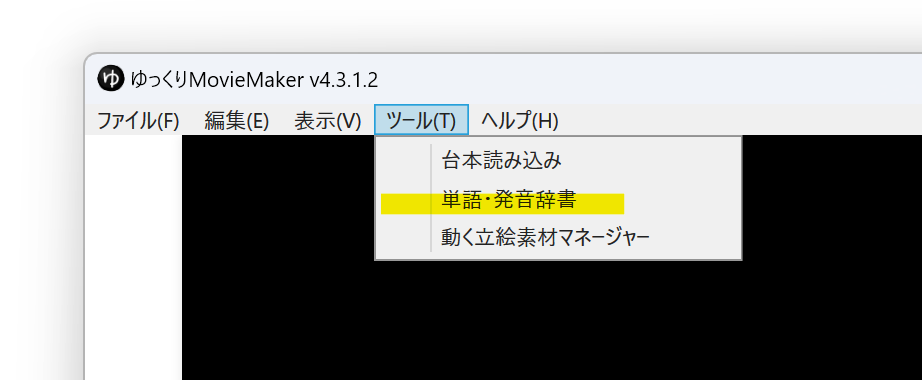 ゆ ゆっくりMovieMaker v4.3.1.2
ファイル(F) 編集(E) 表示(V) ツール(T) ヘルプ(H)
台本読み込み
単語・発音辞書
動く立絵素材マネージャー